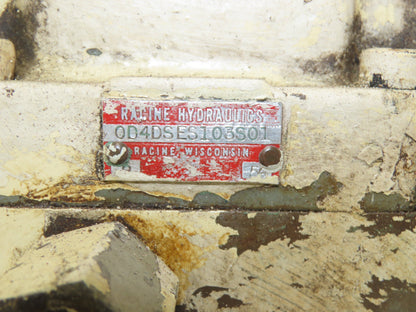 RACINE HYDRAULICS
OD4DSES103S01
RACINE WISCONSIN